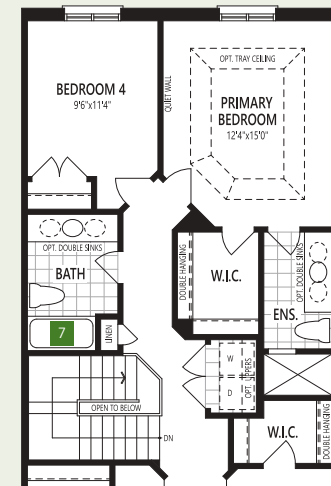 BEDROOM 4
9'6"x11'4"
QUIET WALL
OPT. TRAY CEILING
PRIMARY
BEDROOM
12'4"x15'0"
OPT. DOUBLE SINKS
BATH
7
LINEN
DOUBLE HANGING
W.I.C.
OPT. DOUBLE SINKS
ENS.
W
D
OPT. UPPERS
OPEN TO BELOW
DN
W.I.C.
DOUBLE HANGING